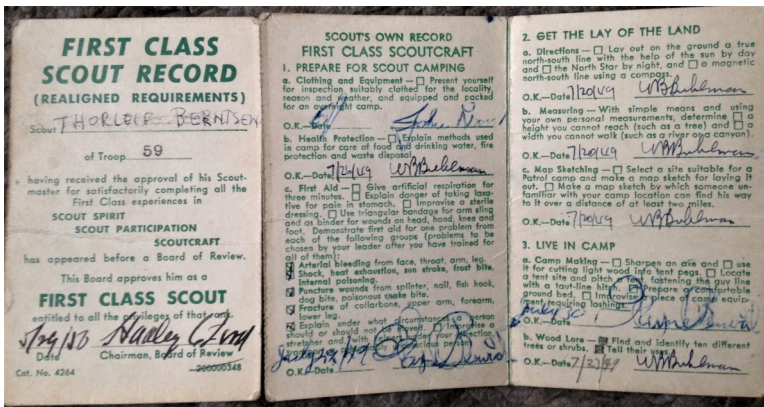 FIRST CLASS
SCOUT RECORD
(REALIGNED REQUIREMENTS)
Scout THORLEIF BERNTSEN
of Troop 59
having received the approval of his Scout-
master for satisfactorily completing all the
First Class experiences in
SCOUT SPIRIT
SCOUT PARTICIPATION
SCOUTCRAFT
has appeared before a Board of Review.
This Board approves him as a
FIRST CLASS SCOUT
entitled to all the privileges of that rank.
Date Chairman, Board of Review
Cat. No. 4264 200000348
SCOUT'S OWN RECORD
FIRST CLASS SCOUTCRAFT
1. PREPARE FOR SCOUT CAMPING
a. Clothing and Equipment — Present yourself
for inspection suitably clothed for the locality,
season and weather, and equipped and packed
for an overnight camp.
O.K.—Date
b. Health Protection — Explain methods used
in camp for care of food and drinking water, fire
protection and waste disposal
O.K.—Date 7/24/49 WBBuhlman
c. First Aid — Give artificial respiration for
three minutes. Explain danger of taking laxa-
tive for pain in stomach. Improvise a sterile
dressing. Use triangular bandage for arm sling
and as binder for wounds on head, hand, knee and
foot. Demonstrate first aid for one problem from
each of the following groups (problems to be
chosen by your leader after you have trained for
all of them):
Arterial bleeding from face, throat, arm, leg.
Shock, heat exhaustion, sun stroke, frost bite,
internal poisoning.
Puncture wounds from splinter, nail, fish hook,
dog bite, poisonous snake bite.
Fracture of collarbone, upper arm, forearm,
lower leg.
Explain under what circumstances a person
should or should not be moved. Improvise a
stretcher and with
O.K.—Date
2. GET THE LAY OF THE LAND
a. Directions — Lay out on the ground a true
north-south line with the help of the sun by day
and the North Star by night, and a magnetic
north-south line using a compass.
O.K.—Date 7/20/49 WBBuhlman
b. Measuring — With simple means and using
your own personal measurements, determine a
height you cannot reach (such as a tree) and a
width you cannot walk (such as a river or a canyon).
O.K.—Date 7/20/49 WBBuhlman
c. Map Sketching — Select a site suitable for a
Patrol camp and make a map sketch for laying it
out. Make a map sketch by which someone un-
familiar with your camp location can find his way
to it over a distance of at least two miles.
O.K.—Date 7/20/49 WBBuhlman
3. LIVE IN CAMP
a. Camp Making — Sharpen an axe and use
it for cutting light wood into tent pegs. Locate
a tent site and pitch fastening the guy line
with a taut-line hitch. Prepare a comfortable
ground bed. Improvise a piece of camp equip-
ment requiring lashings.
O.K.—Date July 30
b. Wood Lore — Find and identify ten different
trees or shrubs. Tell their uses.
O.K.—Date 7/27/49 WBBuhlman